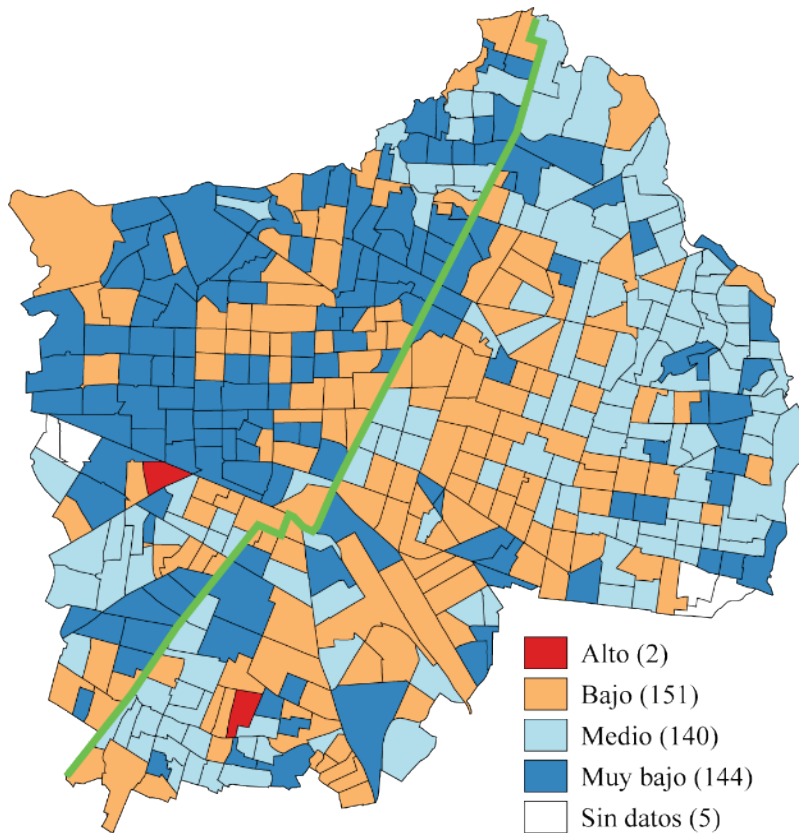 Alto (2)
Bajo (151)
Medio (140)
Muy bajo (144)
Sin datos (5)